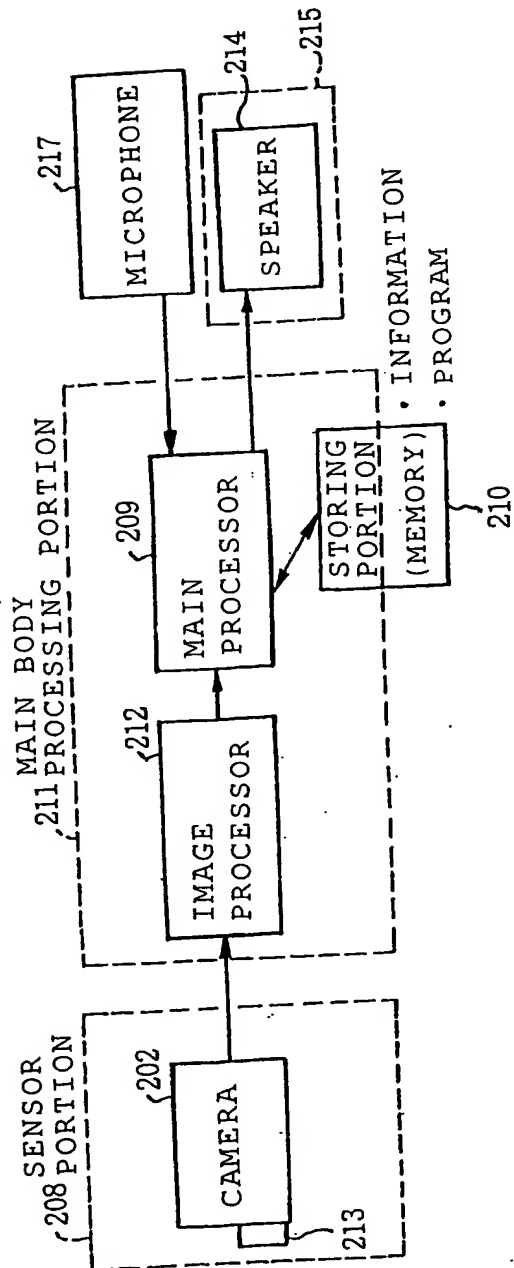 208 SENSOR
PORTION
202
CAMERA
213
211 MAIN BODY
PROCESSING PORTION
212
IMAGE
PROCESSOR
209
MAIN
PROCESSOR
STORING
PORTION
(MEMORY)
• INFORMATION
• PROGRAM
210
217
MICROPHONE
214
SPEAKER
215